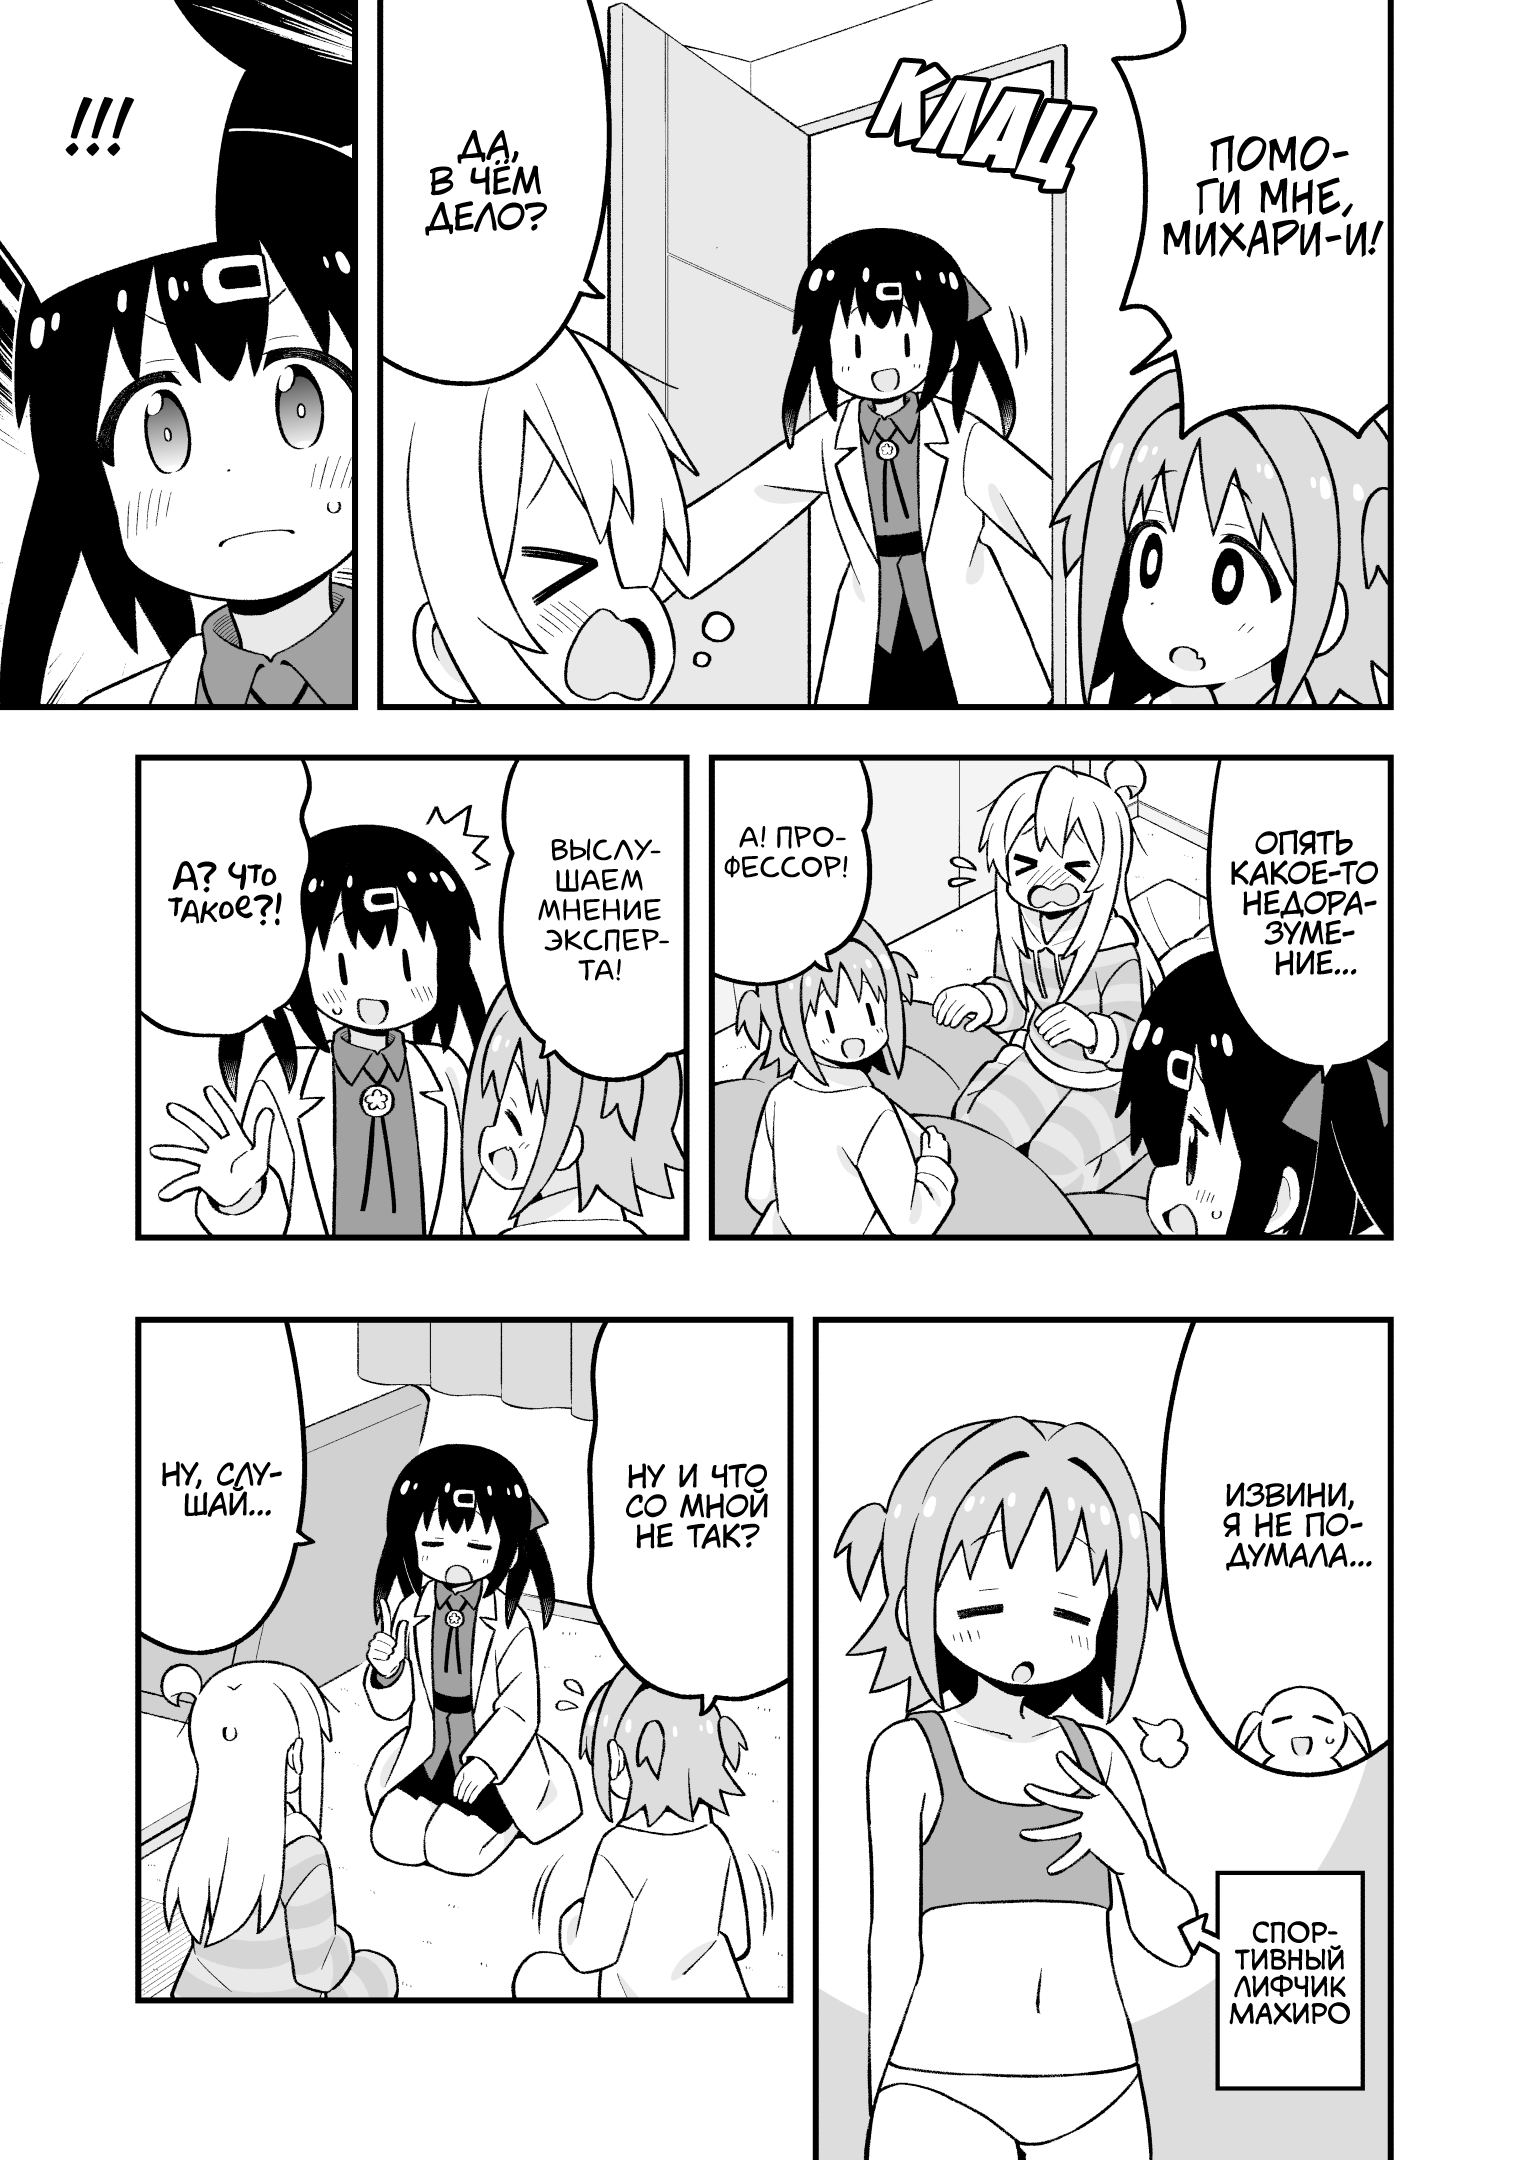 ПОМО-
ГИ МНЕ,
МИХАРИ-И!
КЛАЦ
ДА,
В ЧЁМ
ДЕЛО?
!!!
ОПЯТЬ
КАКОЕ-ТО
НЕДОРА-
ЗУМЕ-
НИЕ...
А! ПРО-
ФЕССОР!
ВЫСЛУ-
ШАЕМ
МНЕНИЕ
ЭКСПЕР-
ТА!
А? ЧТО
ТАКОЕ?!
ИЗВИНИ,
Я НЕ ПО-
ДУМАЛА...
СПОР-
ТИВНЫЙ
ЛИФЧИК
МАХИРО
НУ И ЧТО
СО МНОЙ
НЕ ТАК?
НУ, СЛУ-
ШАЙ...